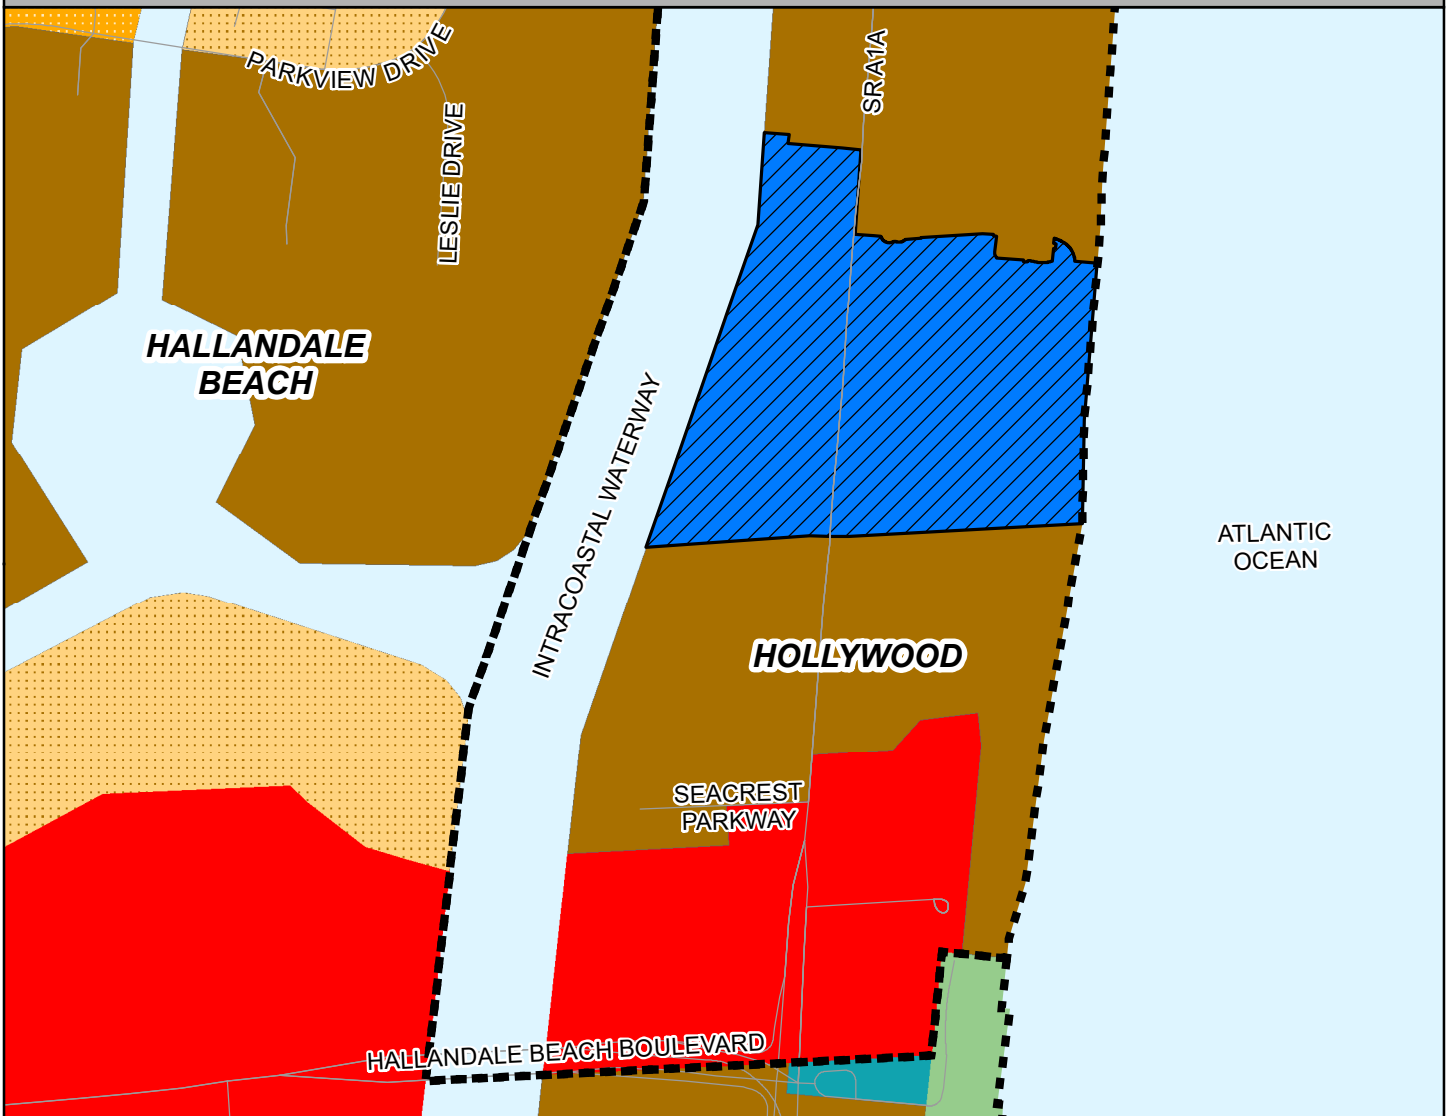 PARKVIEW DRIVE
SR A1A
LESLIE DRIVE
HALLANDALE
BEACH
INTRACOASTAL WATERWAY
ATLANTIC
OCEAN
HOLLYWOOD
SEACREST
PARKWAY
HALLANDALE BEACH BOULEVARD